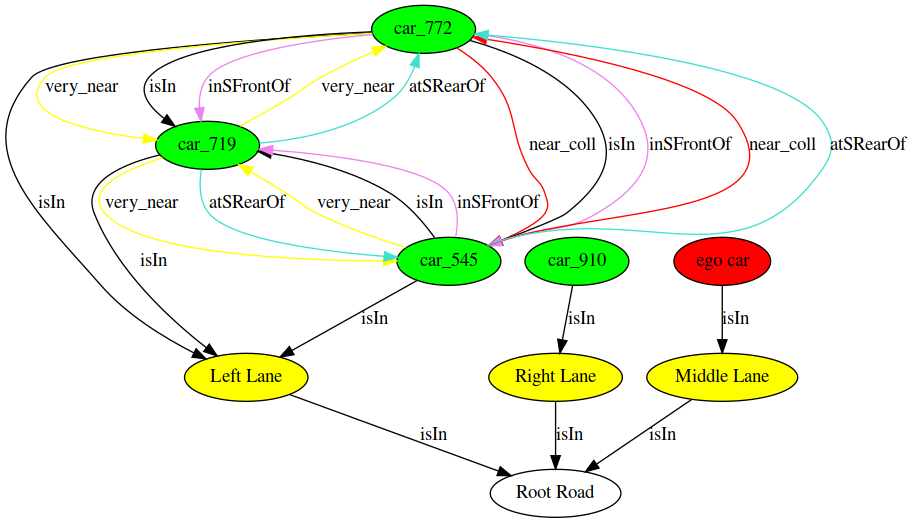 car_772
very_near
isIn
inSFrontOf
very_near
atSRearOf
car_719
near_coll
isIn
inSFrontOf
near_coll
atSRearOf
isIn
very_near
atSRearOf
very_near
isIn
inSFrontOf
isIn
car_545
car_910
ego car
isIn
isIn
isIn
Left Lane
Right Lane
Middle Lane
isIn
isIn
isIn
Root Road